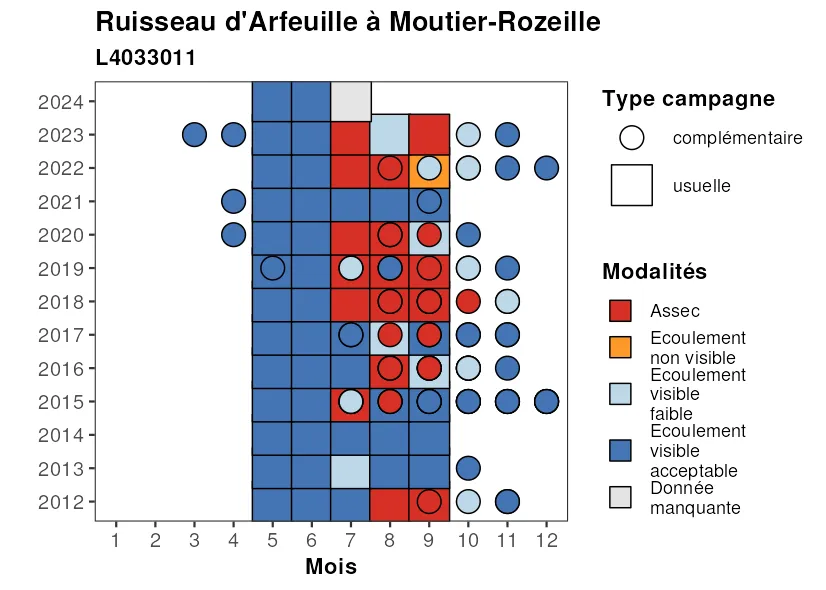 Ruisseau d'Arfeuille à Moutier-Rozeille
L4033011
2024
2023
2022
2021
2020
2019
2018
2017
2016
2015
2014
2013
2012
1 2 3 4 5 6 7 8 9 10 11 12
Mois
Type campagne
complémentaire
usuelle
Modalités
Assec
Ecoulement
non visible
Ecoulement
visible
faible
Ecoulement
visible
acceptable
Donnée
manquante